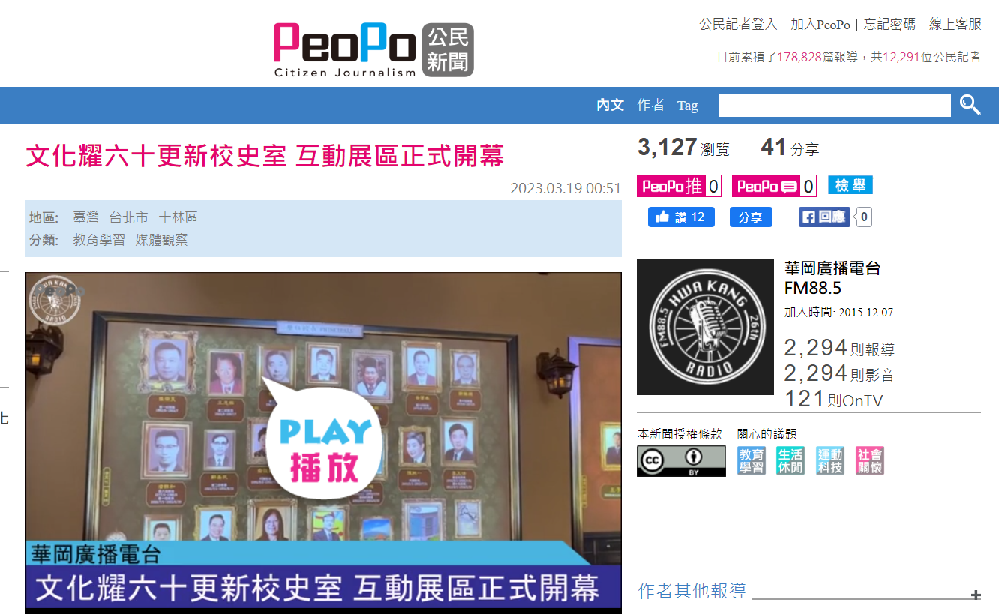 PeoPo 公民新聞
Citizen Journalism
公民記者登入 | 加入PeoPo | 忘記密碼 | 線上客服
目前累積了178,828篇報導，共12,291位公民記者
內文 作者 Tag
文化耀六十更新校史室 互動展區正式開幕
2023.03.19 00:51
地區: 臺灣 台北市 士林區
分類: 教育學習 媒體觀察
HWA KANG
RADIO
PLAY
播放
華岡廣播電台
文化耀六十更新校史室 互動展區正式開幕
3,127 瀏覽 41 分享
PeoPo推 0 PeoPo 0 檢舉
讚 12 分享 回應 0
FM88.5 HWA KANG 26th
RADIO
華岡廣播電台
FM88.5
加入時間: 2015.12.07
2,294 則報導
2,294 則影音
121 則OnTV
本新聞授權條款 關心的議題
cc BY
教育學習 生活休閒 運動科技 社會關懷
作者其他報導 +